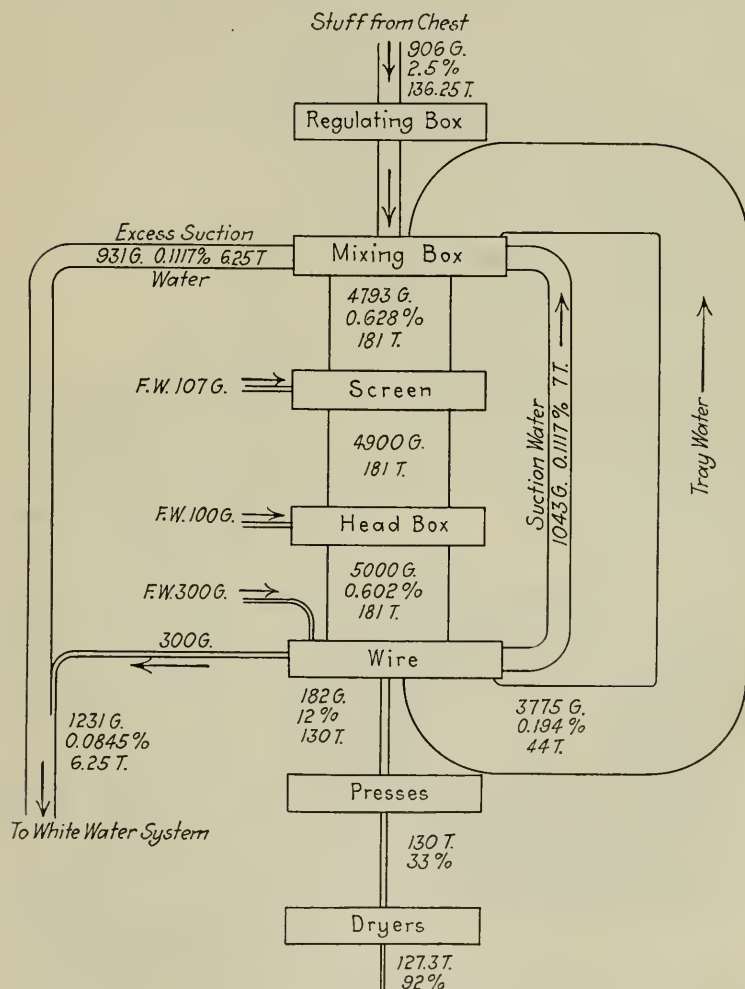 Stuff from Chest
906 G.
2.5%
136.25 T.
Regulating Box
Excess Suction
931 G. 0.1117% 6.25 T
Water
Mixing Box
4793 G.
0.628%
181 T.
F.W. 107 G.
Screen
4900 G.
181 T.
Suction Water
1043 G. 0.1117% 7 T.
Tray Water
F.W. 100 G.
Head Box
5000 G.
0.602%
181 T.
F.W. 300 G.
300 G.
Wire
182 G.
12%
130 T.
3775 G.
0.194%
44 T.
1231 G.
0.0845%
6.25 T.
Presses
To White Water System
130 T.
33%
Dryers
127.3 T.
92%